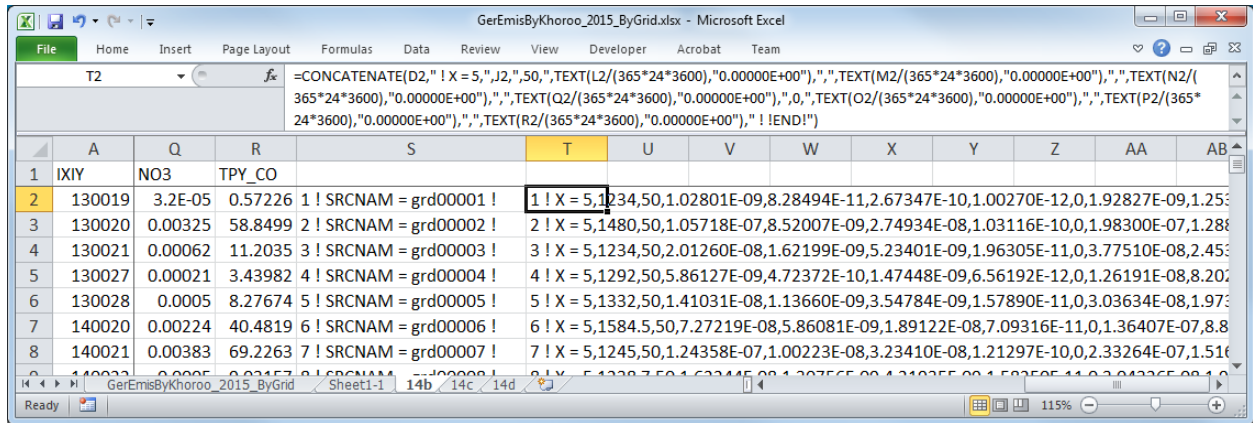 GerEmisByKhoroo_2015_ByGrid.xlsx - Microsoft Excel
File Home Insert Page Layout Formulas Data Review View Developer Acrobat Team
T2 fx =CONCATENATE(D2," ! X = 5,",J2,",50,",TEXT(L2/(365*24*3600),"0.00000E+00"),",",TEXT(M2/(365*24*3600),"0.00000E+00"),",",TEXT(N2/(
365*24*3600),"0.00000E+00"),",",TEXT(Q2/(365*24*3600),"0.00000E+00"),",0,",TEXT(O2/(365*24*3600),"0.00000E+00"),",",TEXT(P2/(365*
24*3600),"0.00000E+00"),",",TEXT(R2/(365*24*3600),"0.00000E+00")," ! !END!")
A Q R S T U V W X Y Z AA AB
1 IXIY NO3 TPY_CO
2 130019 3.2E-05 0.57226 1 ! SRCNAM = grd00001 ! 1 ! X = 5,1234,50,1.02801E-09,8.28494E-11,2.67347E-10,1.00270E-12,0,1.92827E-09,1.253
3 130020 0.00325 58.8499 2 ! SRCNAM = grd00002 ! 2 ! X = 5,1480,50,1.05718E-07,8.52007E-09,2.74934E-08,1.03116E-10,0,1.98300E-07,1.288
4 130021 0.00062 11.2035 3 ! SRCNAM = grd00003 ! 3 ! X = 5,1234,50,2.01260E-08,1.62199E-09,5.23401E-09,1.96305E-11,0,3.77510E-08,2.453
5 130027 0.00021 3.43982 4 ! SRCNAM = grd00004 ! 4 ! X = 5,1292,50,5.86127E-09,4.72372E-10,1.47448E-09,6.56192E-12,0,1.26191E-08,8.202
6 130028 0.0005 8.27674 5 ! SRCNAM = grd00005 ! 5 ! X = 5,1332,50,1.41031E-08,1.13660E-09,3.54784E-09,1.57890E-11,0,3.03634E-08,1.973
7 140020 0.00224 40.4819 6 ! SRCNAM = grd00006 ! 6 ! X = 5,1584.5,50,7.27219E-08,5.86081E-09,1.89122E-08,7.09316E-11,0,1.36407E-07,8.8
8 140021 0.00383 69.2263 7 ! SRCNAM = grd00007 ! 7 ! X = 5,1245,50,1.24358E-07,1.00223E-08,3.23410E-08,1.21297E-10,0,2.33264E-07,1.516
GerEmisByKhoroo_2015_ByGrid Sheet1-1 14b 14c 14d
Ready 115%